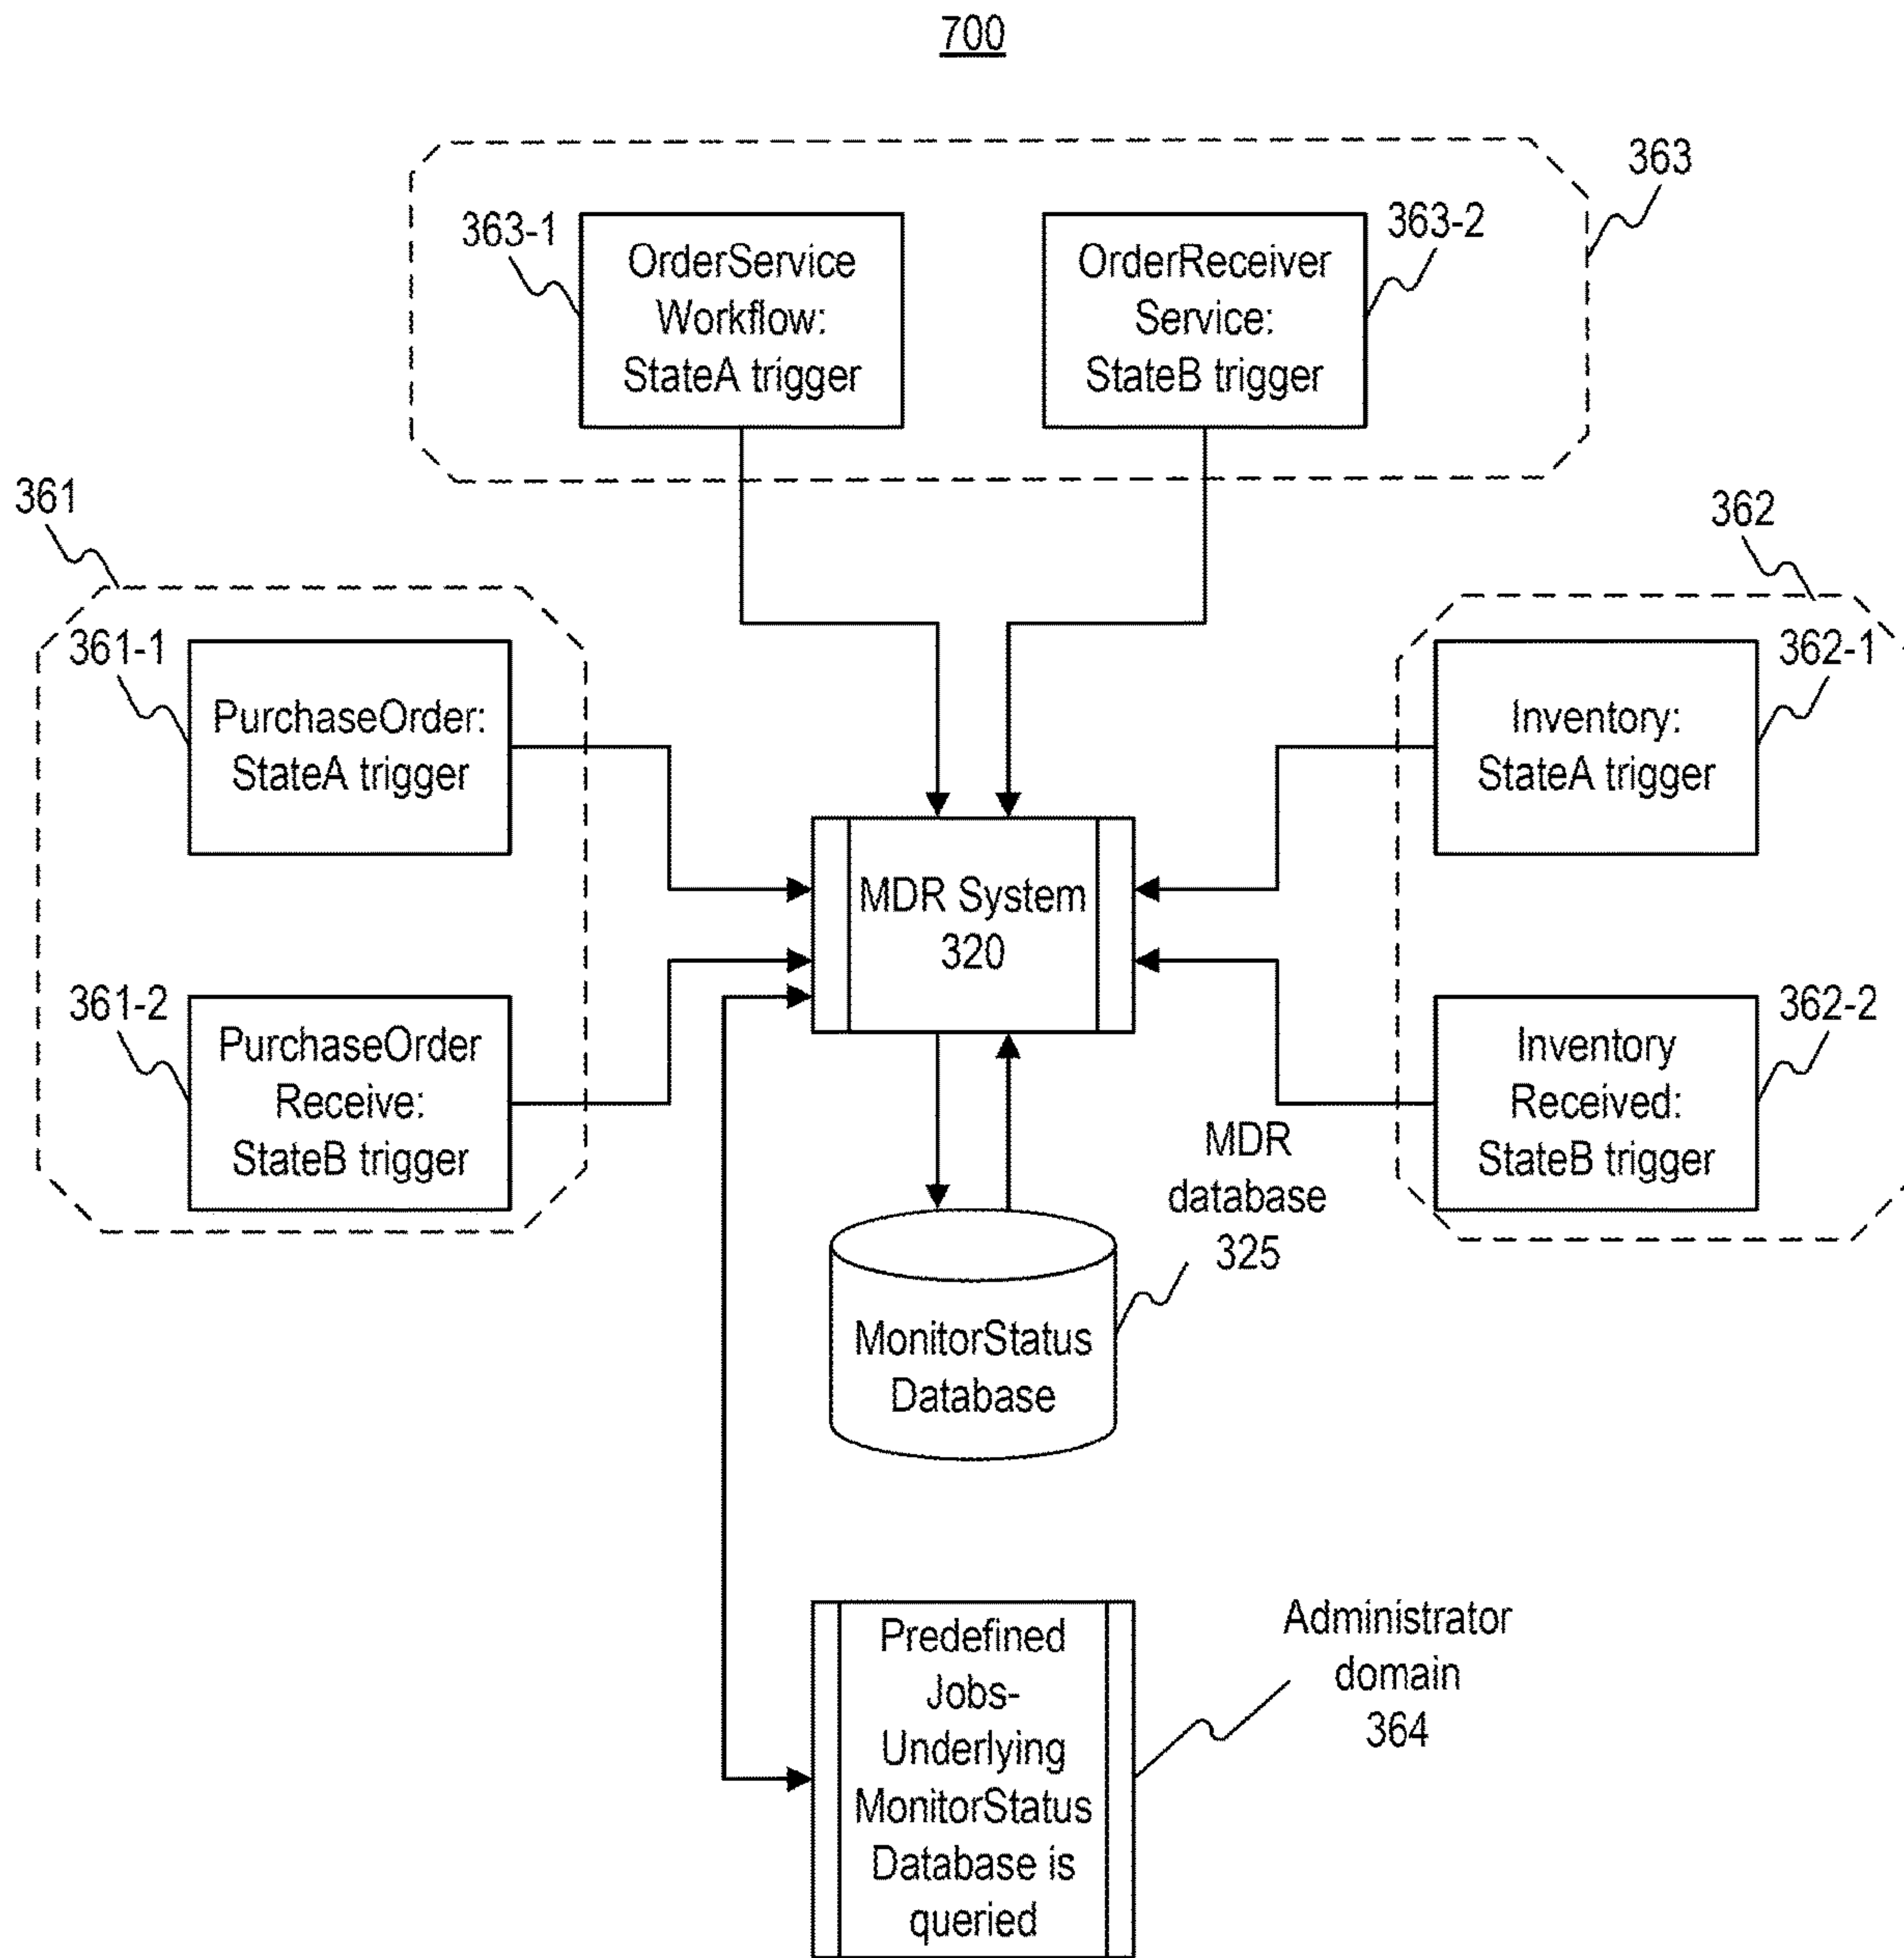 700
363
363-1
OrderService
Workflow:
StateA trigger
OrderReceiver
Service:
StateB trigger
363-2
361
361-1
PurchaseOrder:
StateA trigger
361-2
PurchaseOrder
Receive:
StateB trigger
362
362-1
Inventory:
StateA trigger
362-2
Inventory
Received:
StateB trigger
MDR System
320
MDR
database
325
MonitorStatus
Database
Predefined
Jobs-
Underlying
MonitorStatus
Database is
queried
Administrator
domain
364